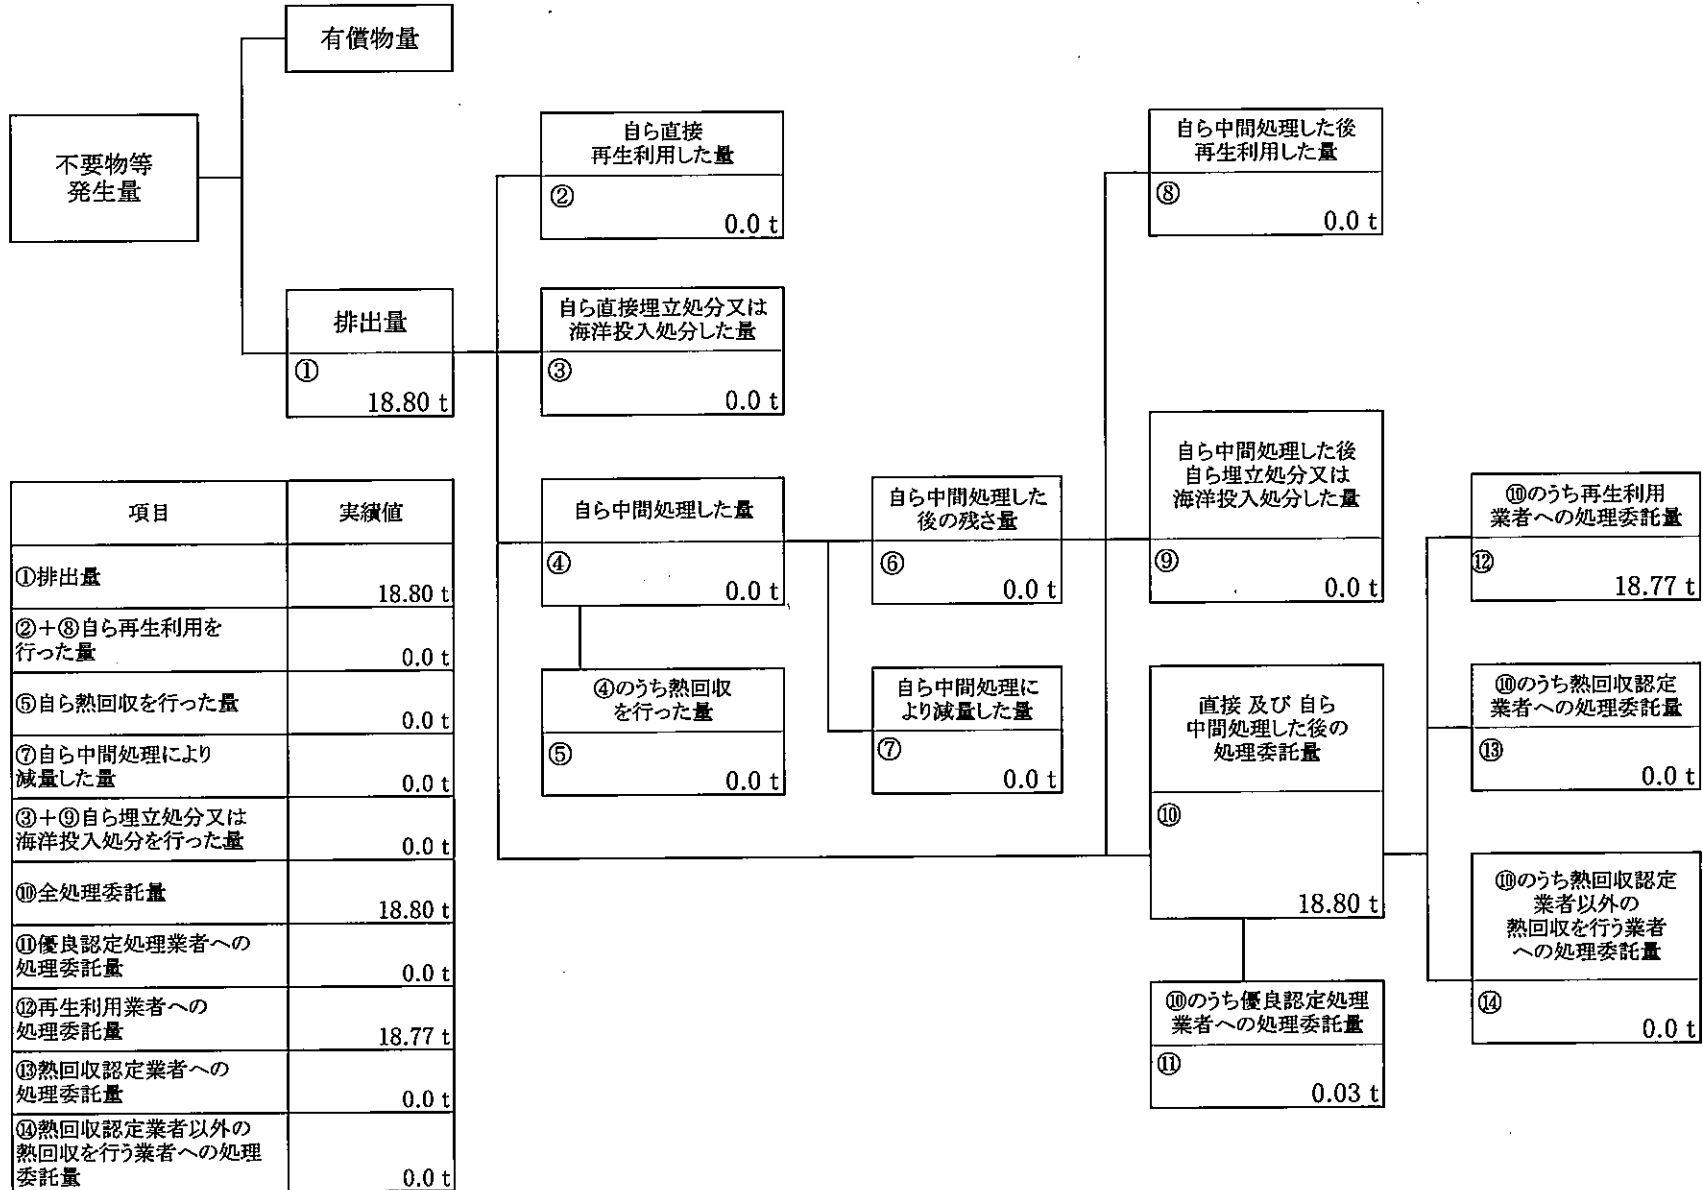 有償物量
不要物等
発生量
排出量
①
18.80 t
自ら直接
再生利用した量
②
0.0 t
自ら直接埋立処分又は
海洋投入処分した量
③
0.0 t
自ら中間処理した量
④
0.0 t
④のうち熱回収
を行った量
⑤
0.0 t
自ら中間処理した
後の残さ量
⑥
0.0 t
自ら中間処理に
より減量した量
⑦
0.0 t
自ら中間処理した後
再生利用した量
⑧
0.0 t
自ら中間処理した後
自ら埋立処分又は
海洋投入処分した量
⑨
0.0 t
直接 及び 自ら
中間処理した後の
処理委託量
⑩
18.80 t
⑩のうち優良認定処理
業者への処理委託量
⑪
0.03 t
⑩のうち再生利用
業者への処理委託量
⑫
18.77 t
⑩のうち熱回収認定
業者への処理委託量
⑬
0.0 t
⑩のうち熱回収認定
業者以外の
熱回収を行う業者
への処理委託量
⑭
0.0 t
項目 実績値
①排出量
18.80 t
②＋⑧自ら再生利用を
行った量 0.0 t
⑤自ら熱回収を行った量
0.0 t
⑦自ら中間処理により
減量した量 0.0 t
③＋⑨自ら埋立処分又は
海洋投入処分を行った量 0.0 t
⑩全処理委託量
18.80 t
⑪優良認定処理業者への
処理委託量 0.0 t
⑫再生利用業者への
処理委託量 18.77 t
⑬熱回収認定業者への
処理委託量 0.0 t
⑭熱回収認定業者以外の
熱回収を行う業者への処理
委託量 0.0 t